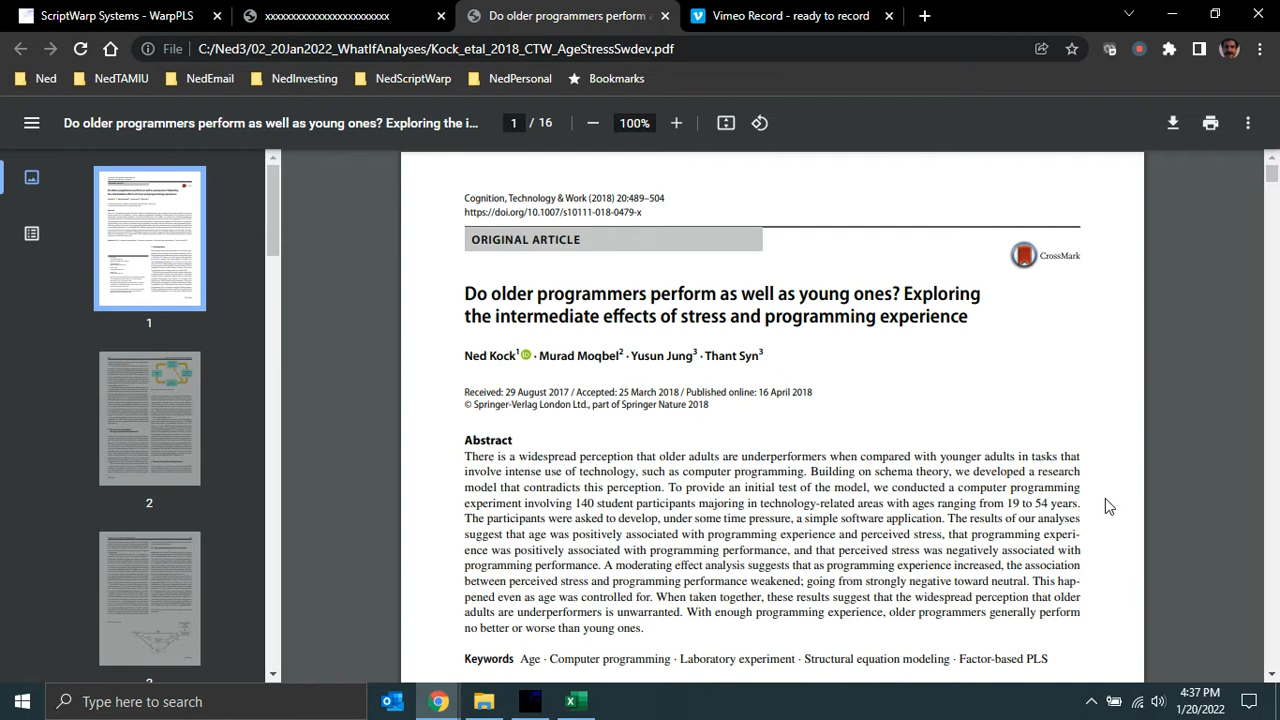 ScriptWarp Systems - WarpPLS
xxxxxxxxxxxxxxxxxxxxxxx
Do older programmers perform a
Vimeo Record - ready to record
File
C:/Ned3/02_20Jan2022_WhatIfAnalyses/Kock_etal_2018_CTW_AgeStressSwdev.pdf
Ned
NedTAMIU
NedEmail
NedInvesting
NedScriptWarp
NedPersonal
Bookmarks
Do older programmers perform as well as young ones? Exploring the i...
1 / 16
100%
1
2
Cognition, Technology & Work (2018) 20:489–504
https://doi.org/10.1007/s10111-018-0479-x
ORIGINAL ARTICLE
CrossMark
Do older programmers perform as well as young ones? Exploring
the intermediate effects of stress and programming experience
Ned Kock1 · Murad Moqbel2 · Yusun Jung3 · Thant Syn3
Received: 29 August 2017 / Accepted: 25 March 2018 / Published online: 16 April 2018
© Springer-Verlag London Ltd., part of Springer Nature 2018
Abstract
There is a widespread perception that older adults are underperformers when compared with younger adults in tasks that
involve intense use of technology, such as computer programming. Building on schema theory, we developed a research
model that contradicts this perception. To provide an initial test of the model, we conducted a computer programming
experiment involving 140 student participants majoring in technology-related areas with ages ranging from 19 to 54 years.
The participants were asked to develop, under some time pressure, a simple software application. The results of our analyses
suggest that age was positively associated with programming experience and perceived stress, that programming experi-
ence was positively associated with programming performance, and that perceived stress was negatively associated with
programming performance. A moderating effect analysis suggests that as programming experience increased, the association
between perceived stress and programming performance weakened; going from strongly negative toward neutral. This hap-
pened even as age was controlled for. When taken together, these results suggest that the widespread perception that older
adults are underperformers is unwarranted. With enough programming experience, older programmers generally perform
no better or worse than young ones.
Keywords Age · Computer programming · Laboratory experiment · Structural equation modeling · Factor-based PLS
Type here to search
4:37 PM
1/20/2022